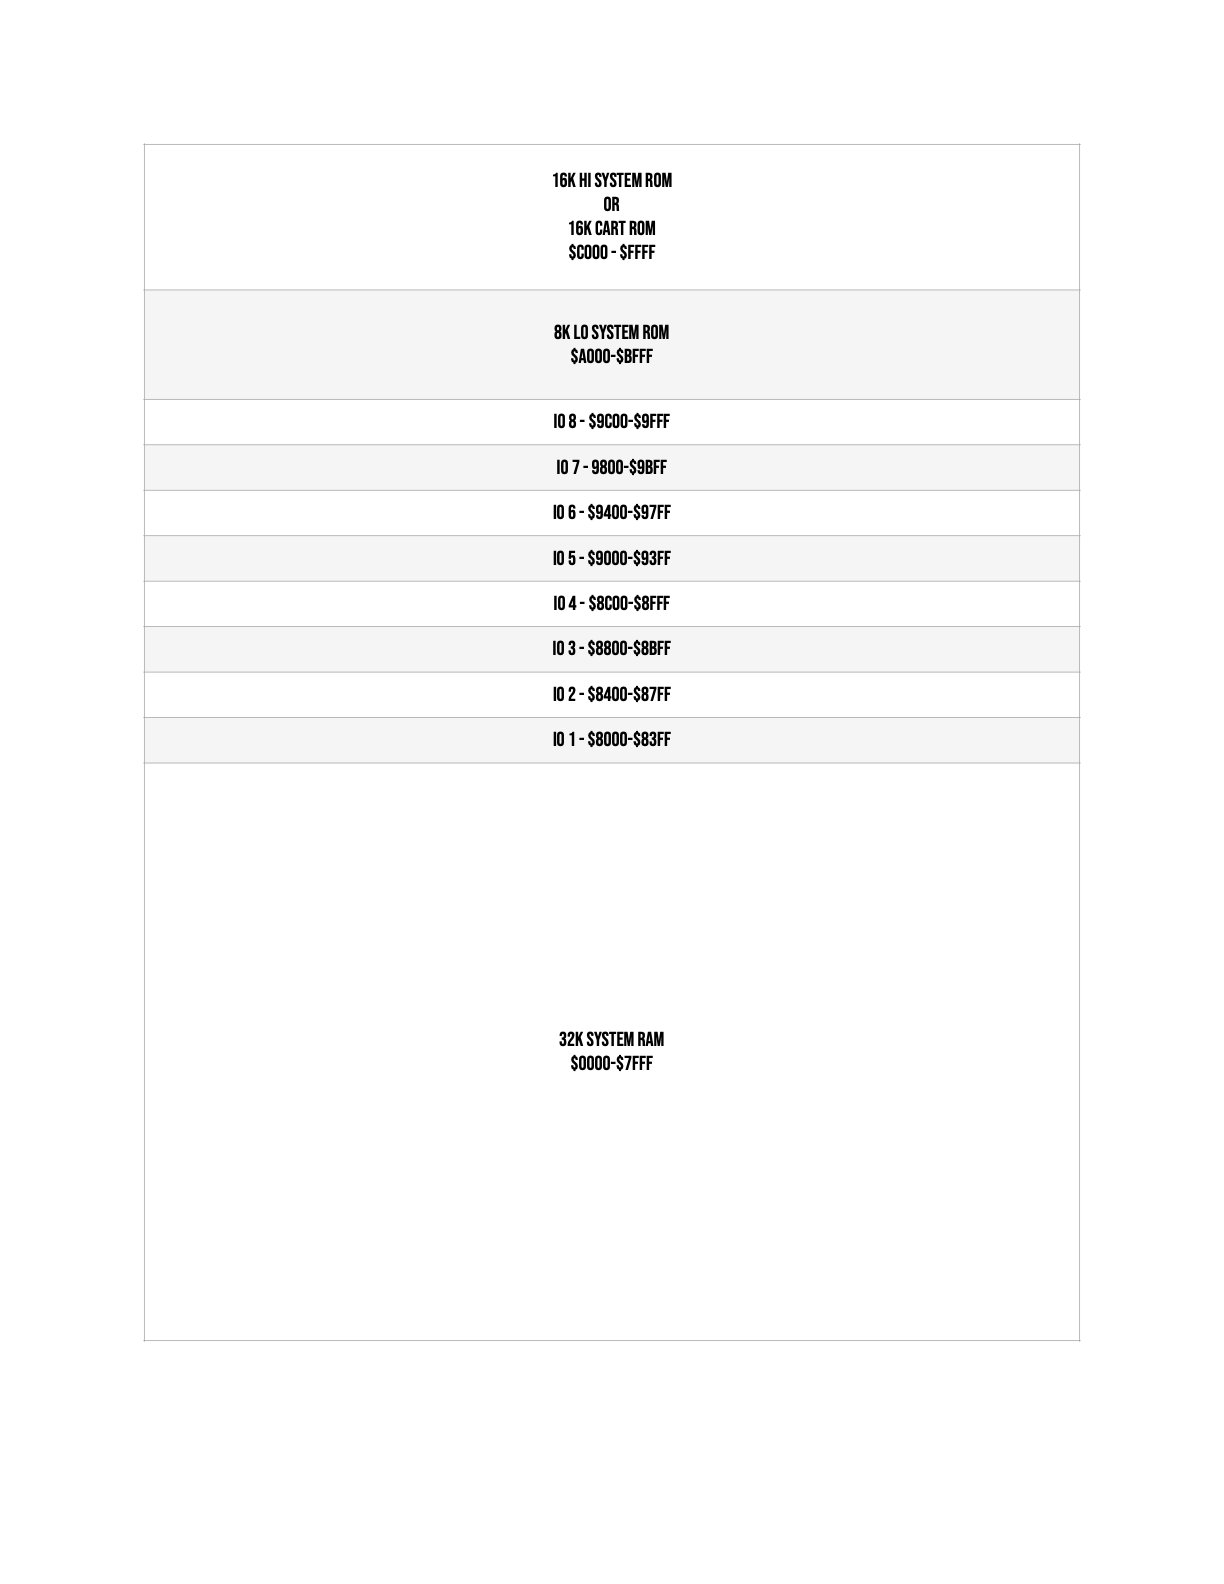 16K HI SYSTEM ROM
OR
16K CART ROM
$C000 - $FFFF
8K LO SYSTEM ROM
$A000-$BFFF
IO 8 - $9C00-$9FFF
IO 7 - 9800-$9BFF
IO 6 - $9400-$97FF
IO 5 - $9000-$93FF
IO 4 - $8C00-$8FFF
IO 3 - $8800-$8BFF
IO 2 - $8400-$87FF
IO 1 - $8000-$83FF
32K SYSTEM RAM
$0000-$7FFF